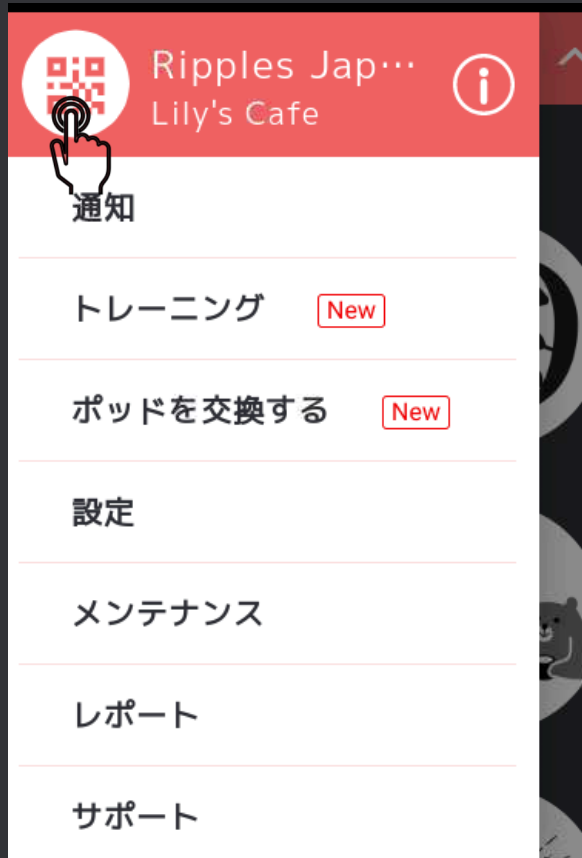 Ripples Jap…
Lily's Cafe
通知
トレーニング New
ポッドを交換する New
設定
メンテナンス
レポート
サポート